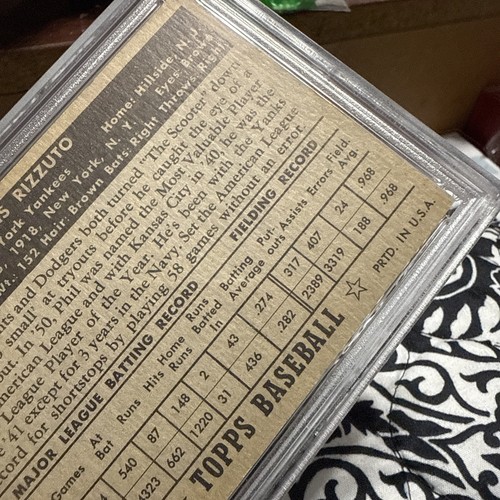 S RIZZUTO
York Yankees Home: Hillside, N. J.
, 1918, New York, N. Y. Eyes: Brown
Wt.: 152 Hair: Brown Bats: Right Throws: Right
nts and Dodgers both turned "The Scooter" down
small" at tryouts before he caught the eye of a
out. In '50, Phil was named the Most Valuable Player
American League and with Kansas City in '40, he was the
League Player of the Year. He's been with the Yanks
'41 except for 3 years in the Navy. Set the American League
record for shortstops by playing 58 games without an error.
MAJOR LEAGUE BATTING RECORD FIELDING RECORD
Games At Bat Runs Hits Home Runs Runs Batted In Batting Average Put-outs Assists Errors Field. Avg.
540 87 148 2 43 .274 317 407 24 .968
4323 662 1220 31 436 .282 2389 3319 188 .968
TOPPS BASEBALL ☆ PRTD. IN U.S.A.